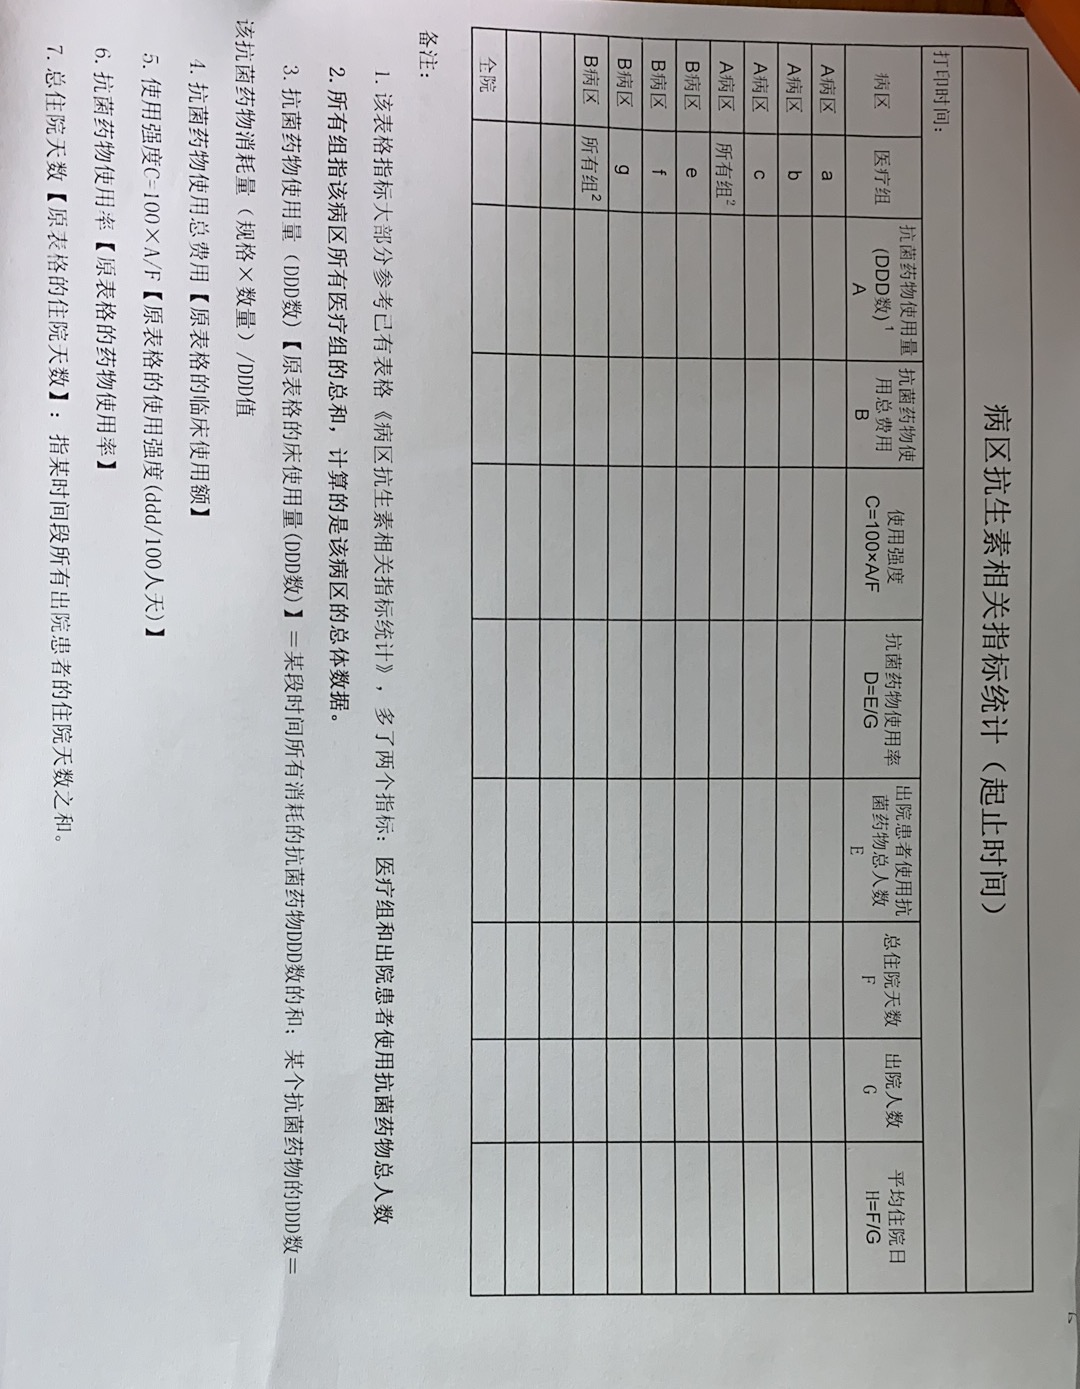 病区抗生素相关指标统计（起止时间）
打印时间：
病区 医疗组 抗菌药物使用量 抗菌药物使 使用强度 抗菌药物使用率 出院患者使用抗 总住院天数 出院人数 平均住院日
(DDD数)¹ 用总费用 C=100×A/F D=E/G 菌药物总人数 F G H=F/G
A B E
A病区 a
A病区 b
A病区 c
A病区 所有组²
B病区 e
B病区 f
B病区 g
B病区 所有组²
全院
备注：
1. 该表格指标大部分参考已有表格《病区抗生素相关指标统计》，多了两个指标：医疗组和出院患者使用抗菌药物总人数
2. 所有组指该病区所有医疗组的总和，计算的是该病区的总体数据。
3. 抗菌药物使用量（DDD数）【原表格的床使用量(DDD数)】＝某段时间所有消耗的抗菌药物DDD数的和；某个抗菌药物的DDD数＝
该抗菌药物消耗量（规格×数量）/DDD值
4. 抗菌药物使用总费用【原表格的临床使用额】
5. 使用强度C=100×A/F【原表格的使用强度(ddd/100人天)】
6. 抗菌药物使用率【原表格的药物使用率】
7. 总住院天数【原表格的住院天数】：指某时间段所有出院患者的住院天数之和。